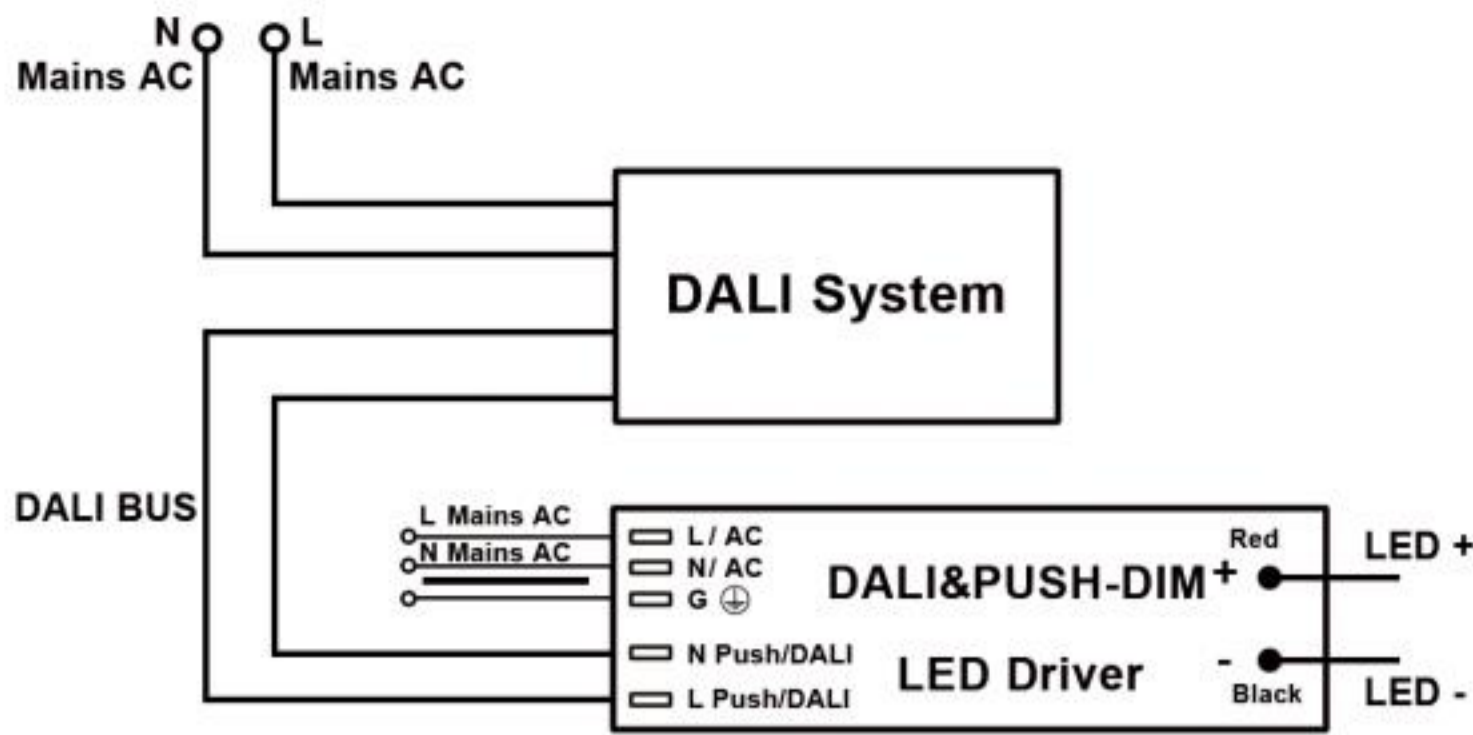 N
L
Mains AC
Mains AC
DALI System
DALI BUS
L Mains AC
N Mains AC
L / AC
N/ AC
G
N Push/DALI
L Push/DALI
DALI&PUSH-DIM
LED Driver
Red
+
-
Black
LED +
LED -